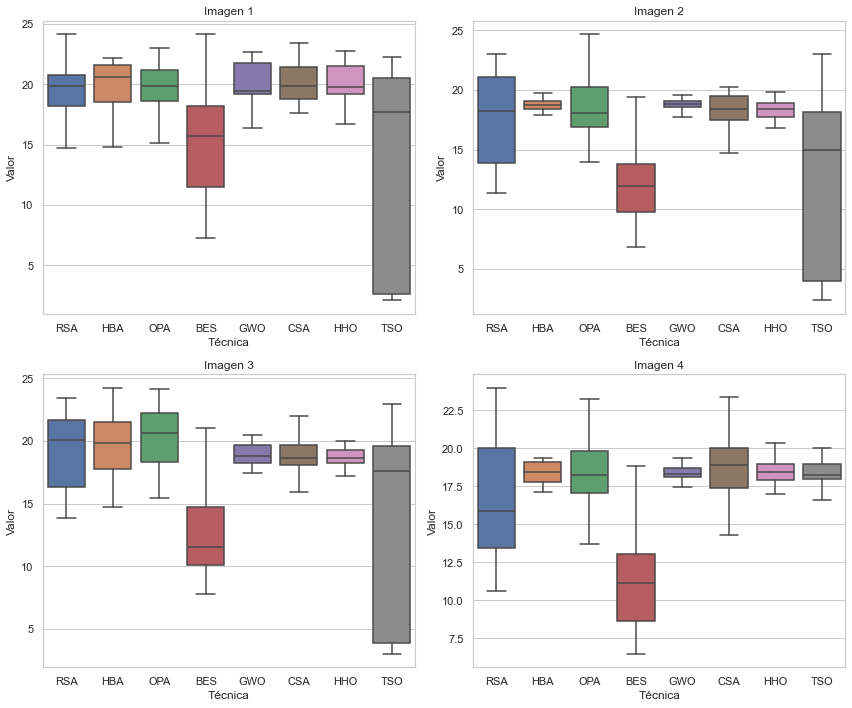 Imagen 1
25
20
15
10
5
Valor
RSA HBA OPA BES GWO CSA HHO TSO
Técnica
Imagen 2
25
20
15
10
5
Valor
RSA HBA OPA BES GWO CSA HHO TSO
Técnica
Imagen 3
25
20
15
10
5
Valor
RSA HBA OPA BES GWO CSA HHO TSO
Técnica
Imagen 4
22.5
20.0
17.5
15.0
12.5
10.0
7.5
Valor
RSA HBA OPA BES GWO CSA HHO TSO
Técnica